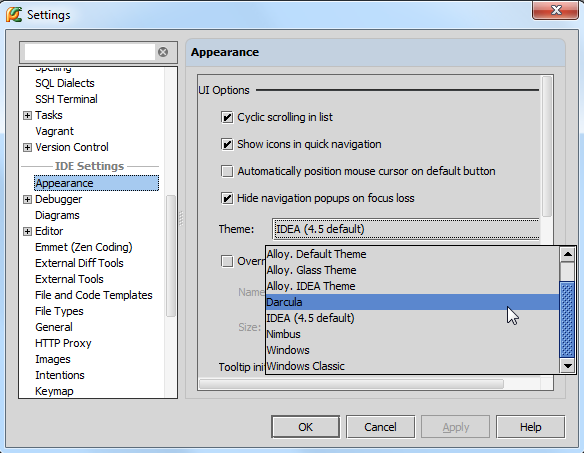 Settings
Spelling
SQL Dialects
SSH Terminal
Tasks
Vagrant
Version Control
IDE Settings
Appearance
Debugger
Diagrams
Editor
Emmet (Zen Coding)
External Diff Tools
External Tools
File and Code Templates
File Types
General
HTTP Proxy
Images
Intentions
Keymap
Appearance
UI Options
Cyclic scrolling in list
Show icons in quick navigation
Automatically position mouse cursor on default button
Hide navigation popups on focus loss
Theme: IDEA (4.5 default)
Overr
Name
Size:
Tooltip init
Alloy. Default Theme
Alloy. Glass Theme
Alloy. IDEA Theme
Darcula
IDEA (4.5 default)
Nimbus
Windows
Windows Classic
OK Cancel Apply Help